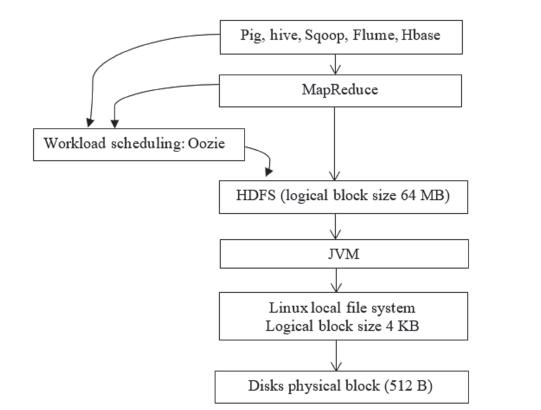 Pig, hive, Sqoop, Flume, Hbase
MapReduce
Workload scheduling: Oozie
HDFS (logical block size 64 MB)
JVM
Linux local file system
Logical block size 4 KB
Disks physical block (512 B)